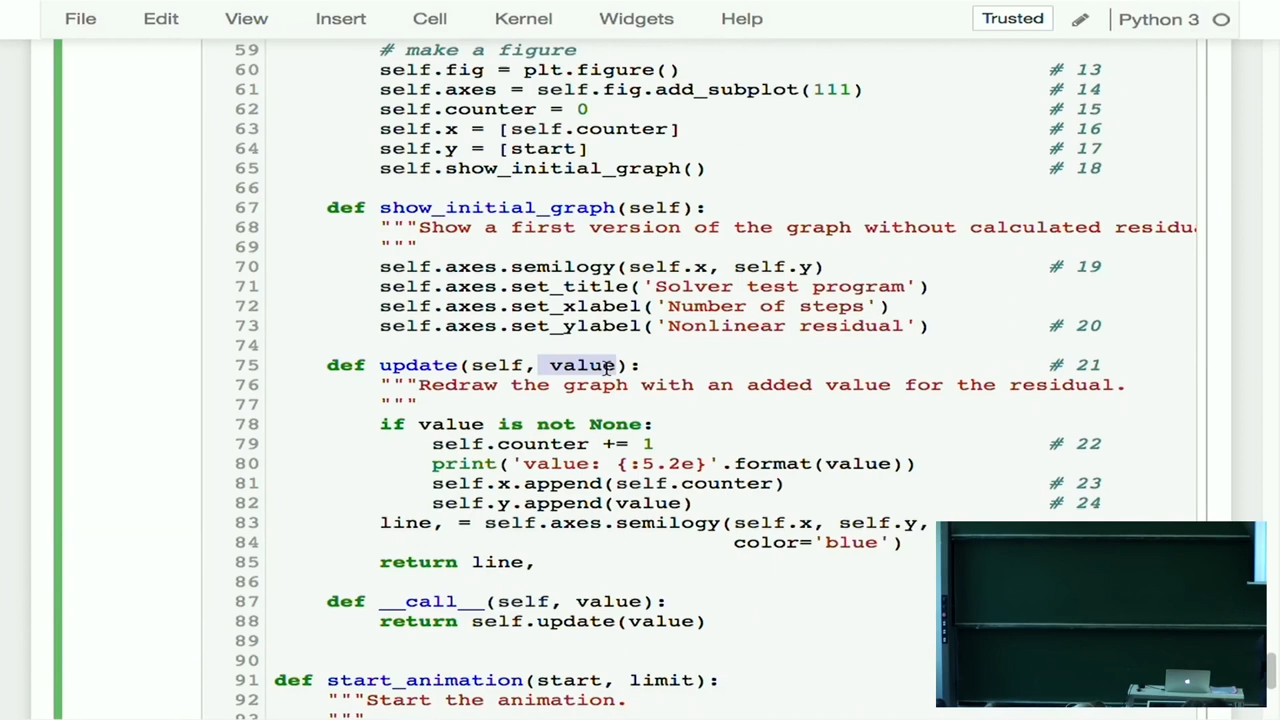 File Edit View Insert Cell Kernel Widgets Help Trusted Python 3
59 # make a figure
60 self.fig = plt.figure() # 13
61 self.axes = self.fig.add_subplot(111) # 14
62 self.counter = 0 # 15
63 self.x = [self.counter] # 16
64 self.y = [start] # 17
65 self.show_initial_graph() # 18
66
67 def show_initial_graph(self):
68 """Show a first version of the graph without calculated residu
69 """
70 self.axes.semilogy(self.x, self.y) # 19
71 self.axes.set_title('Solver test program')
72 self.axes.set_xlabel('Number of steps')
73 self.axes.set_ylabel('Nonlinear residual') # 20
74
75 def update(self, value): # 21
76 """Redraw the graph with an added value for the residual.
77 """
78 if value is not None:
79 self.counter += 1 # 22
80 print('value: {:5.2e}'.format(value))
81 self.x.append(self.counter) # 23
82 self.y.append(value) # 24
83 line, = self.axes.semilogy(self.x, self.y,
84 color='blue')
85 return line,
86
87 def __call__(self, value):
88 return self.update(value)
89
90
91 def start_animation(start, limit):
92 """Start the animation.
93 """